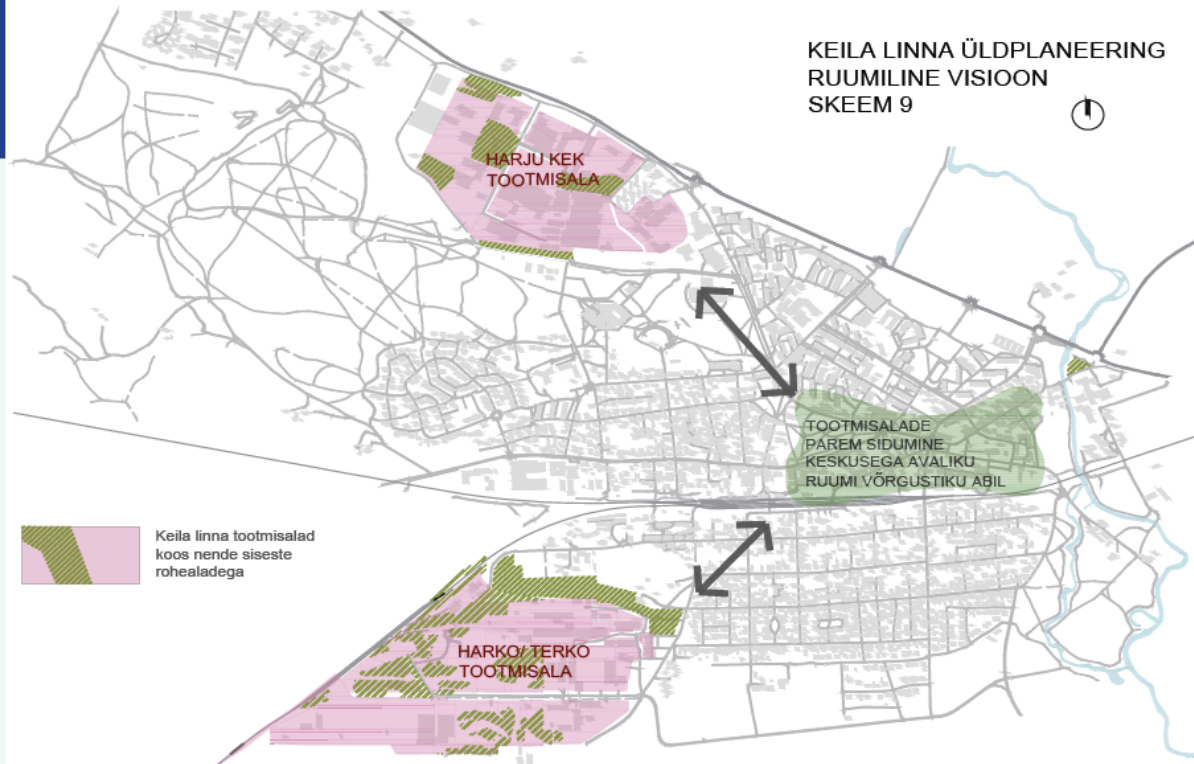 KEILA LINNA ÜLDPLANEERING
RUUMILINE VISIOON
SKEEM 9
HARJU KEK
TOOTMISALA
TOOTMISALADE
PAREM SIDUMINE
KESKUSEGA AVALIKU
RUUMI VÕRGUSTIKU ABIL
Keila linna tootmisalad
koos nende siseste
rohealadega
HARKO/ TERKO
TOOTMISALA